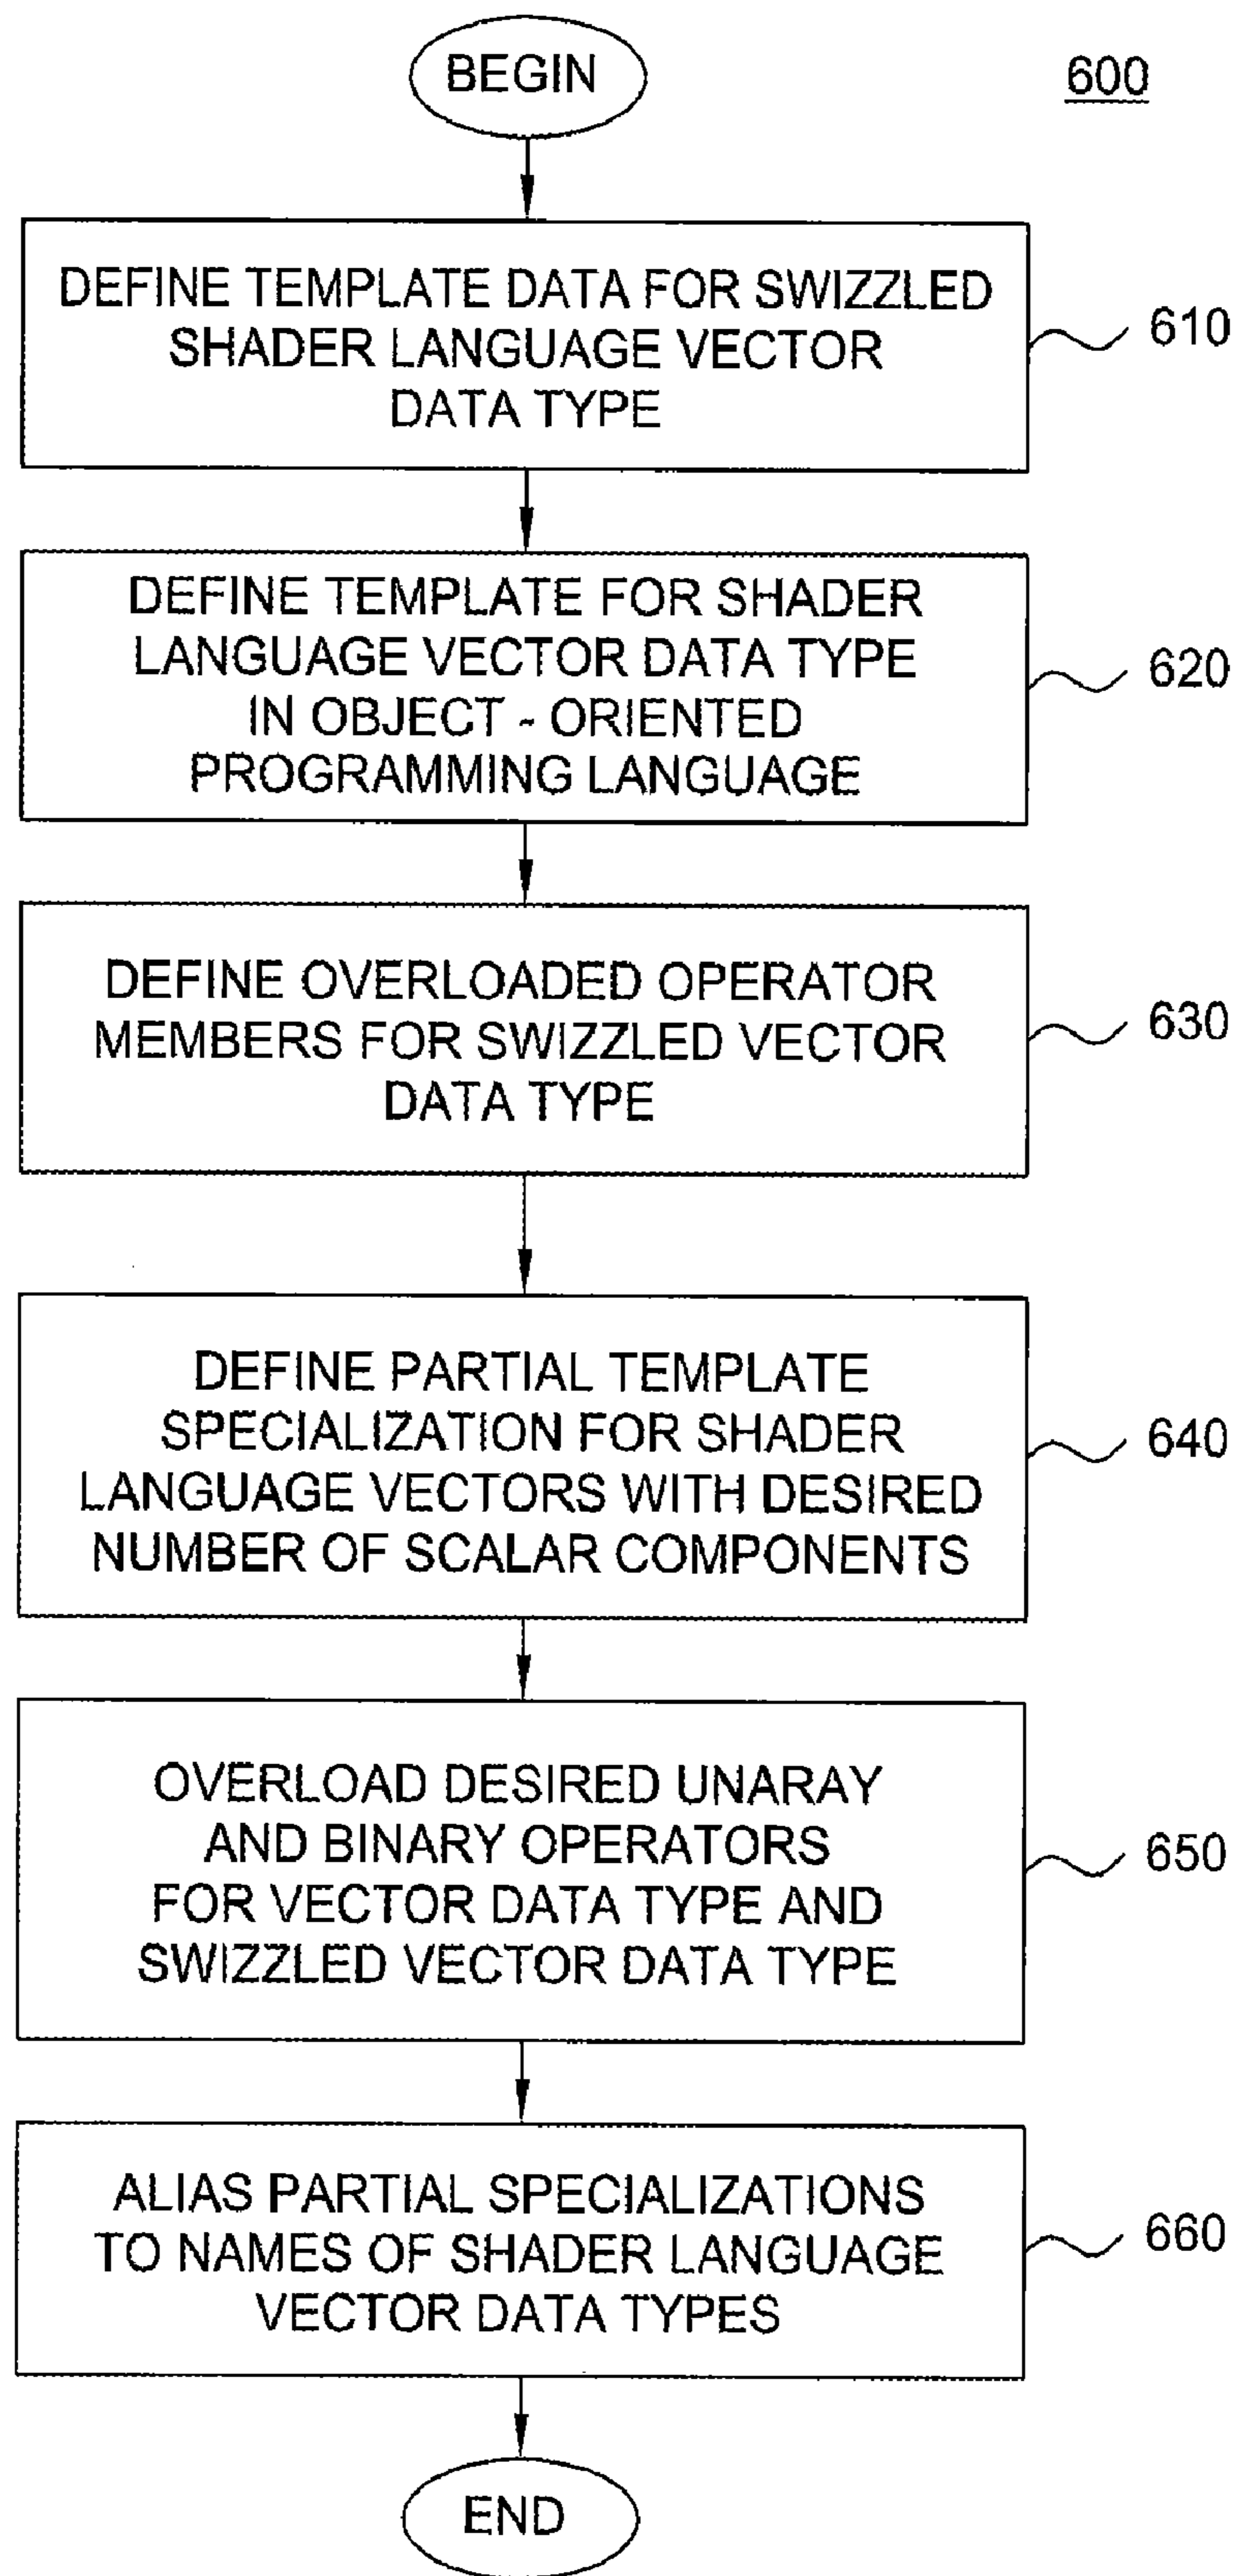 BEGIN
600
DEFINE TEMPLATE DATA FOR SWIZZLED
SHADER LANGUAGE VECTOR
DATA TYPE
610
DEFINE TEMPLATE FOR SHADER
LANGUAGE VECTOR DATA TYPE
IN OBJECT - ORIENTED
PROGRAMMING LANGUAGE
620
DEFINE OVERLOADED OPERATOR
MEMBERS FOR SWIZZLED VECTOR
DATA TYPE
630
DEFINE PARTIAL TEMPLATE
SPECIALIZATION FOR SHADER
LANGUAGE VECTORS WITH DESIRED
NUMBER OF SCALAR COMPONENTS
640
OVERLOAD DESIRED UNARAY
AND BINARY OPERATORS
FOR VECTOR DATA TYPE AND
SWIZZLED VECTOR DATA TYPE
650
ALIAS PARTIAL SPECIALIZATIONS
TO NAMES OF SHADER LANGUAGE
VECTOR DATA TYPES
660
END